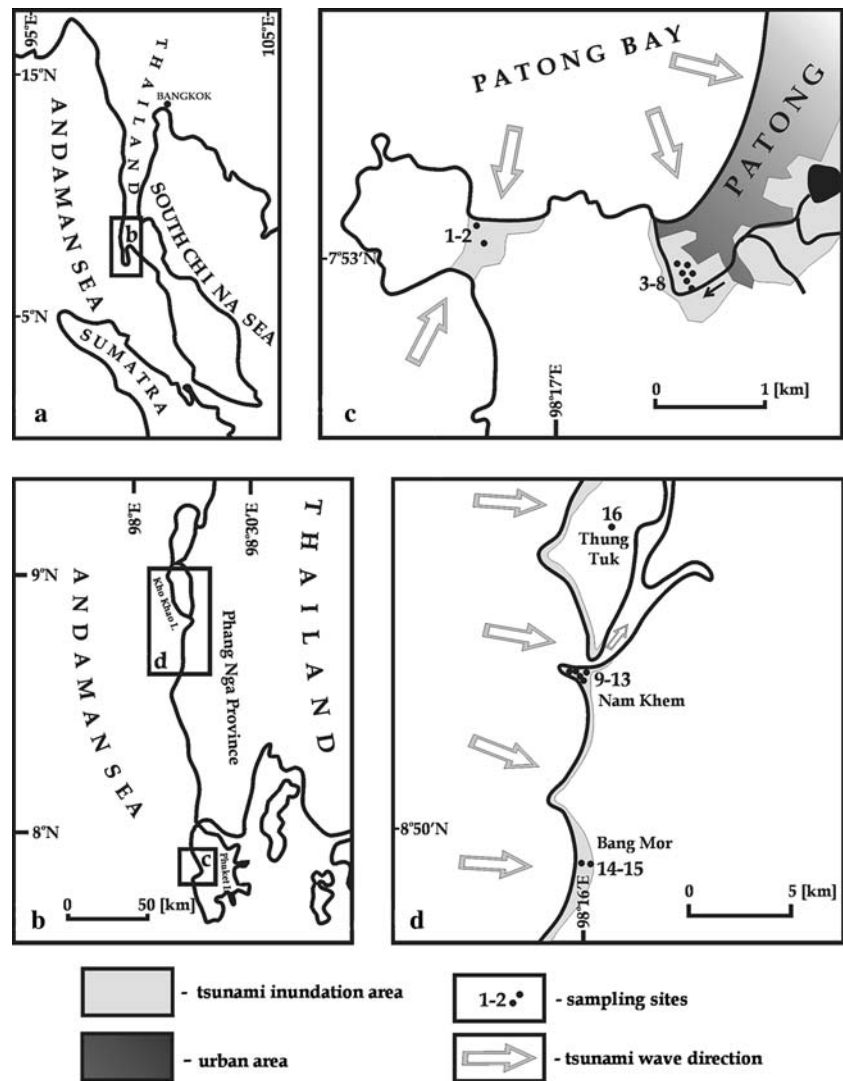 95°E
105°E
15°N
THAILAND
BANGKOK
ANDAMAN SEA
SOUTH CHINA SEA
b
5°N
SUMATRA
a
PATONG BAY
PATONG
1-2
7°53'N
3-8
98°17'E
0 1 [km]
c
98°E
98°30'E
THAILAND
9°N
ANDAMAN SEA
Kho Khao I.
d
Phang Nga Province
8°N
c
Phuket I.
0 50 [km]
b
16
Thung
Tuk
9-13
Nam Khem
8°50'N
Bang Mor
14-15
98°16'E
0 5 [km]
d
- tsunami inundation area
- urban area
1-2
- sampling sites
- tsunami wave direction